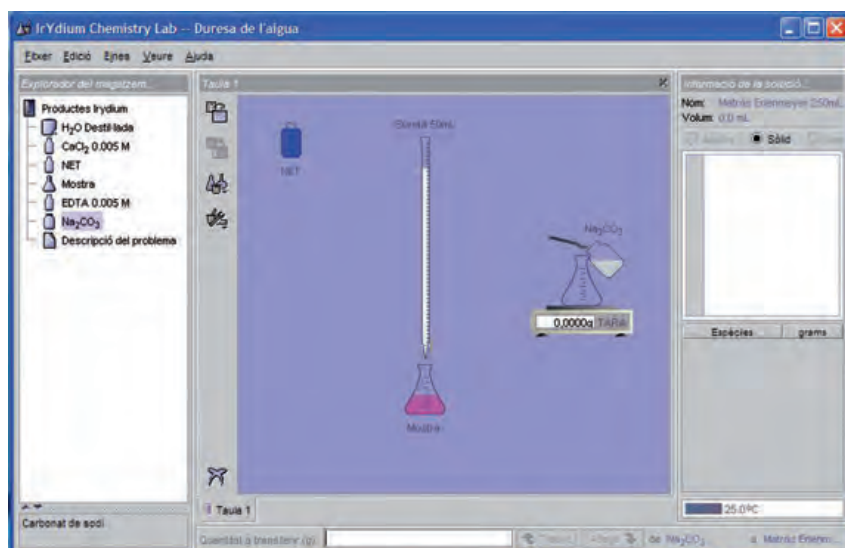 IrYdium Chemistry Lab -- Duresa de l'aigua
Fitxer Edició Eines Veure Ajuda
Explorador del magatzem...
Productes Irydium
H₂O Destil·lada
CaCl₂ 0.005 M
NET
Mostra
EDTA 0.005 M
Na₂CO₃
Descripció del problema
Carbonat de sodi
Taula 1
NET
Bureta 50mL
Mostra
Na₂CO₃
0,0000g TARA
Taula 1
Quantitat a transferir (g):
de Na₂CO₃...
a Matràs Erlenm...
Informació de la solució...
Nom: Matràs Erlenmeyer 250mL
Volum: 0.0 mL
Sòlid
Espècies grams
25.0ºC